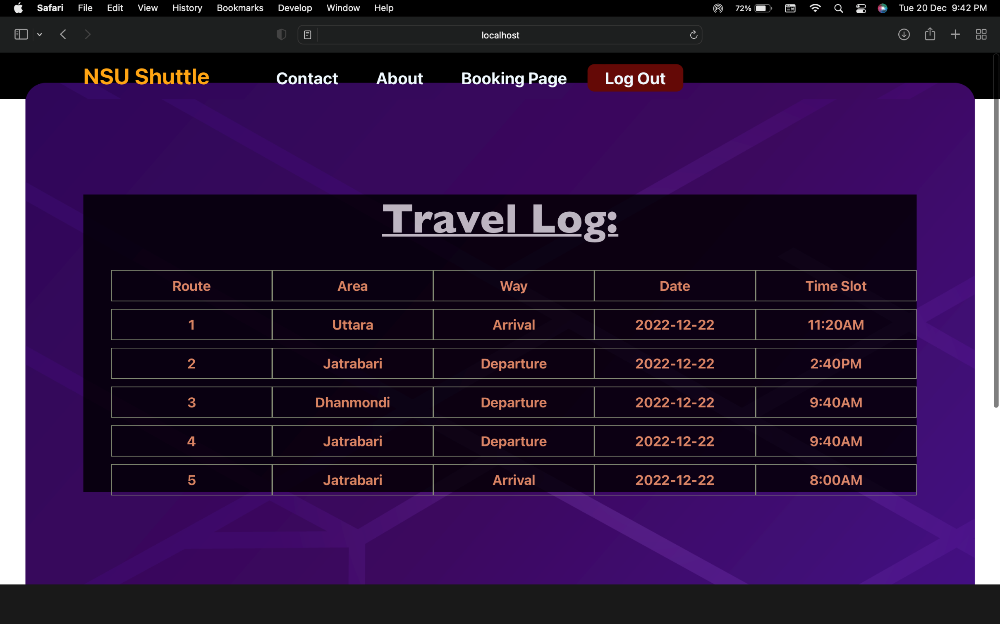 Safari File Edit View History Bookmarks Develop Window Help 72% Tue 20 Dec 9:42 PM
localhost
NSU Shuttle Contact About Booking Page Log Out
Travel Log:
Route Area Way Date Time Slot
1 Uttara Arrival 2022-12-22 11:20AM
2 Jatrabari Departure 2022-12-22 2:40PM
3 Dhanmondi Departure 2022-12-22 9:40AM
4 Jatrabari Departure 2022-12-22 9:40AM
5 Jatrabari Arrival 2022-12-22 8:00AM